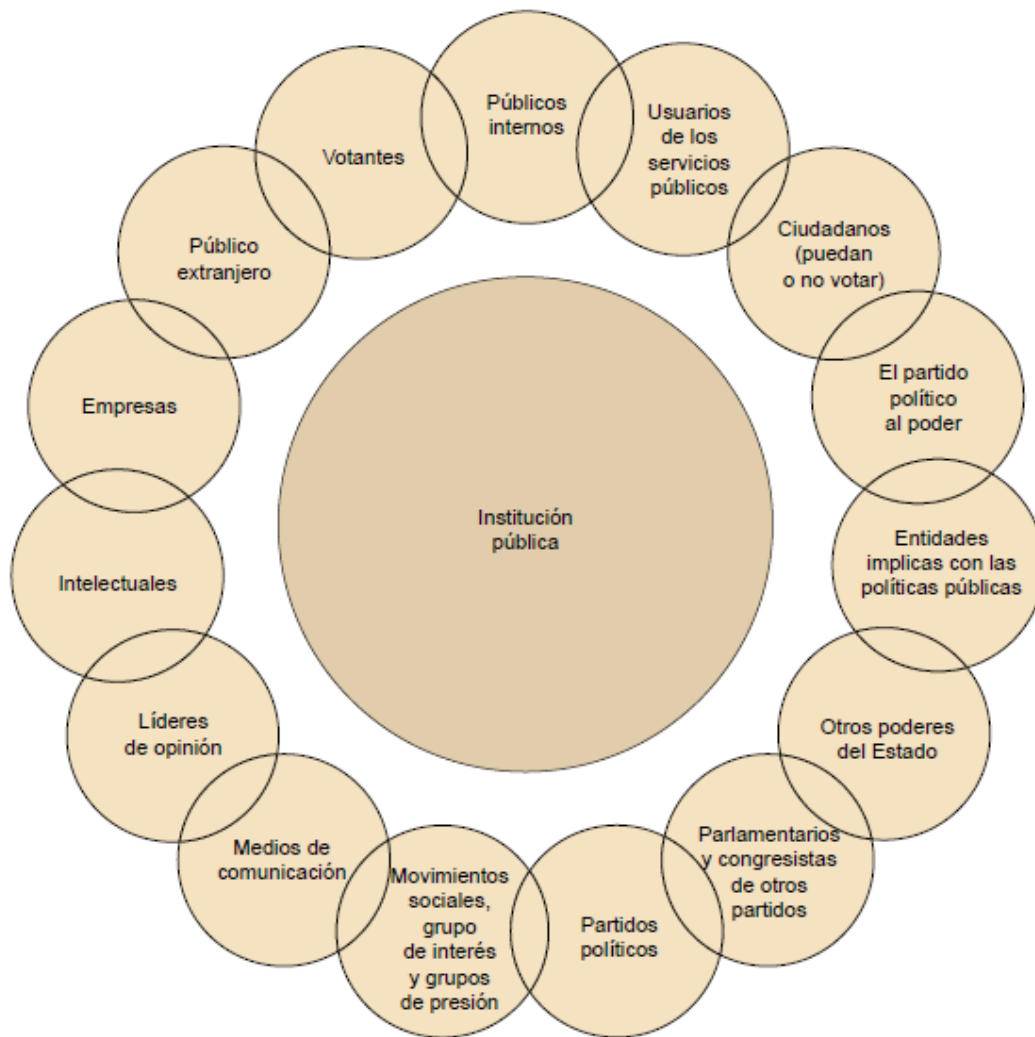 Públicos
internos
Usuarios
de los
servicios
públicos
Ciudadanos
(puedan
o no votar)
El partido
político
al poder
Entidades
implicas con las
políticas públicas
Otros poderes
del Estado
Parlamentarios
y congresistas
de otros
partidos
Partidos
políticos
Movimientos
sociales,
grupo
de interés
y grupos
de presión
Medios de
comunicación
Líderes
de opinión
Intelectuales
Empresas
Público
extranjero
Votantes
Institución
pública